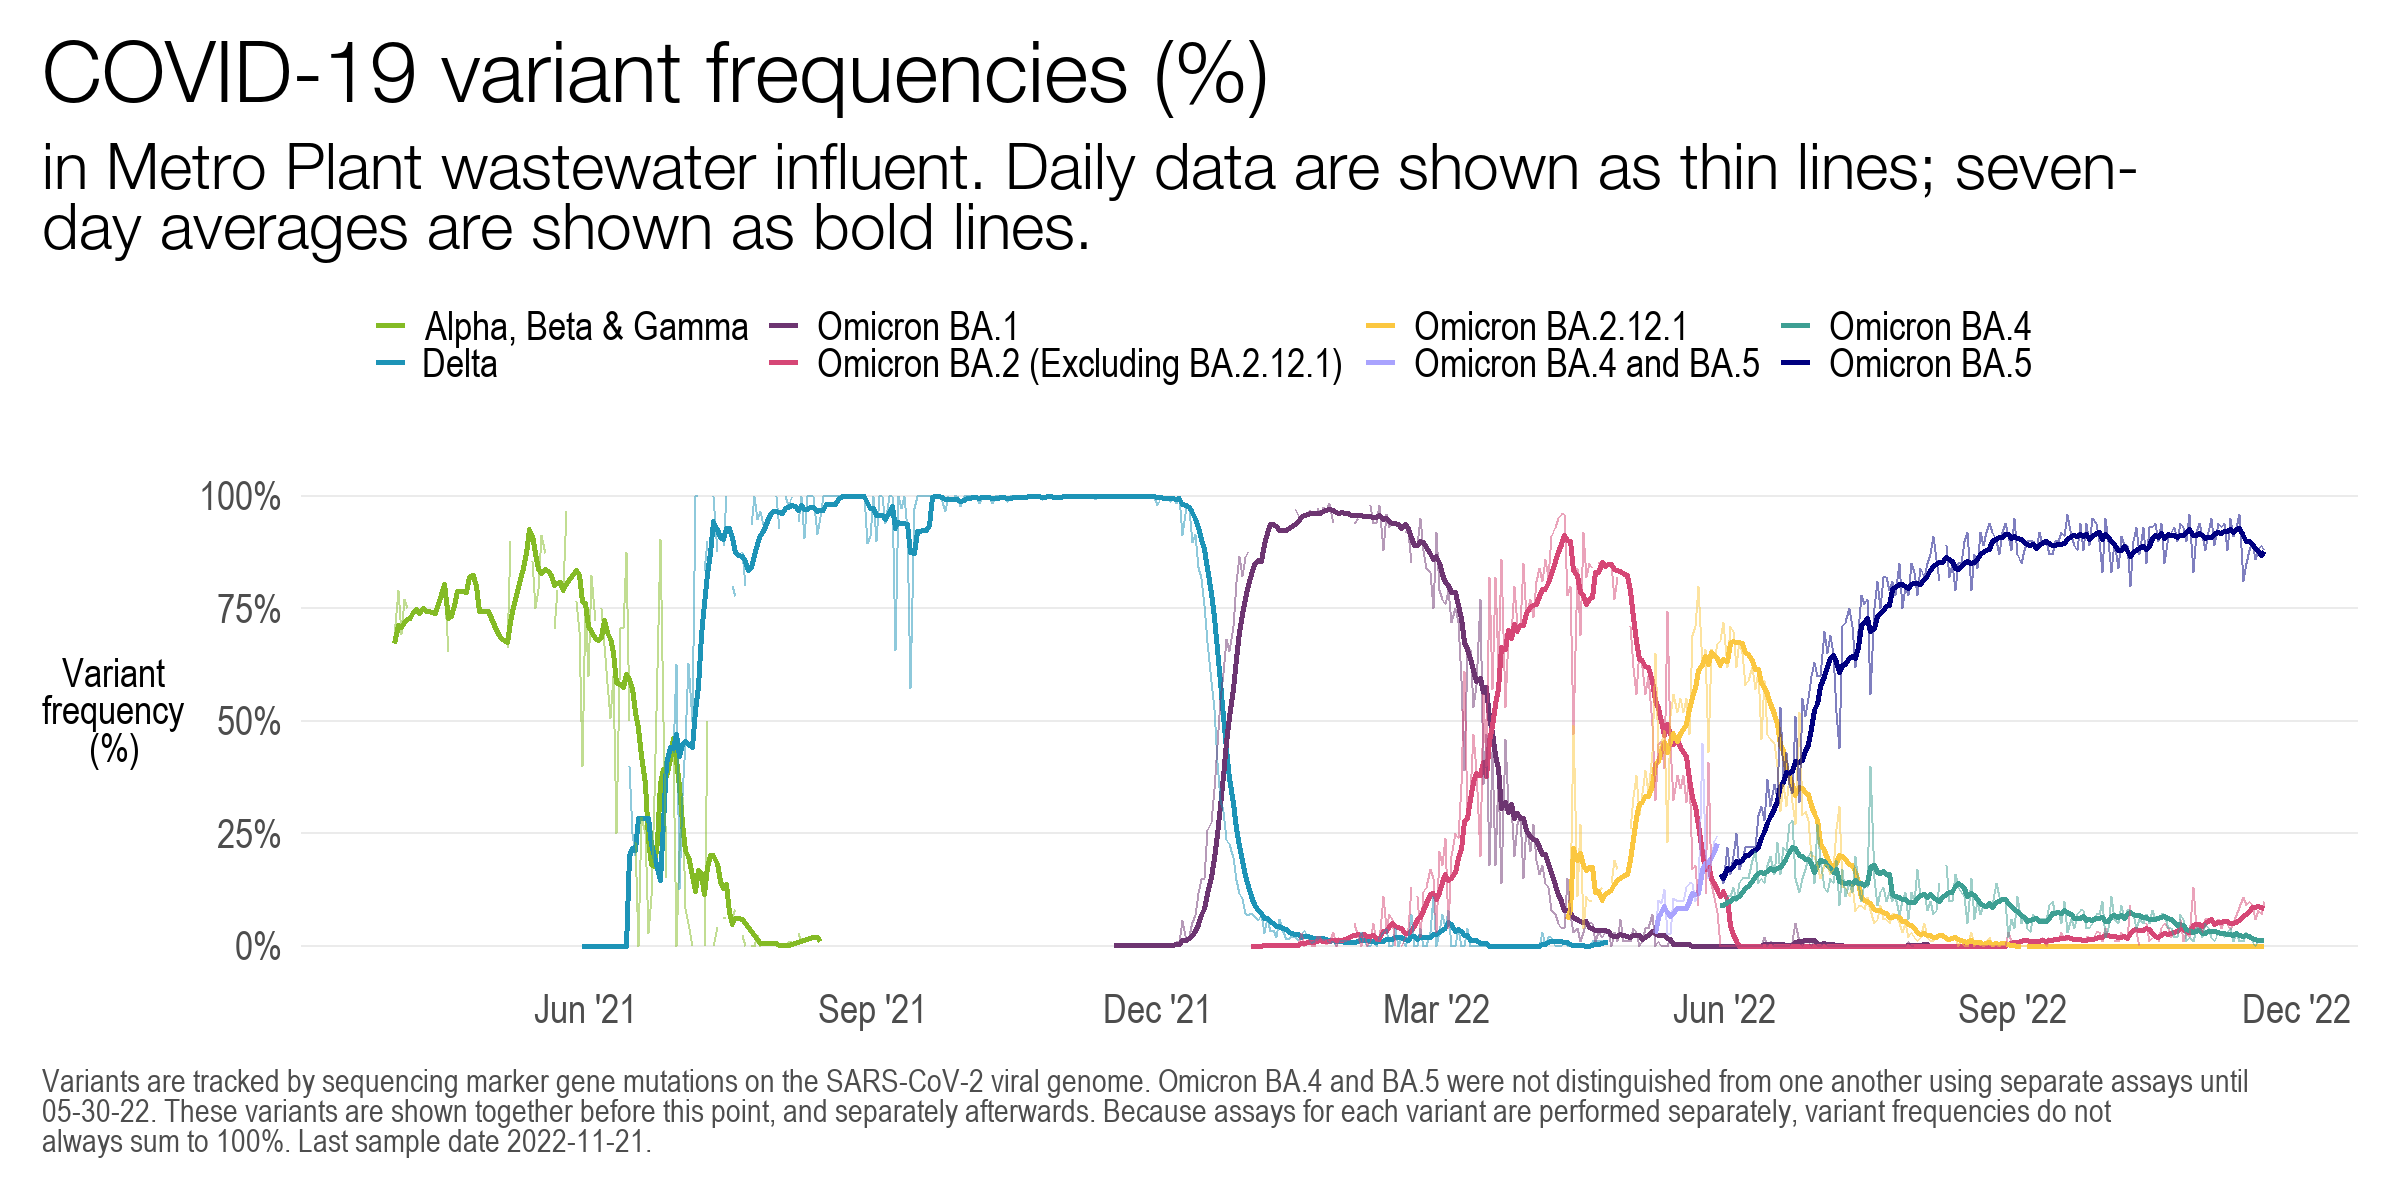 COVID-19 variant frequencies (%)
in Metro Plant wastewater influent. Daily data are shown as thin lines; seven-
day averages are shown as bold lines.
Alpha, Beta & Gamma
Omicron BA.1
Omicron BA.2.12.1
Omicron BA.4
Delta
Omicron BA.2 (Excluding BA.2.12.1)
Omicron BA.4 and BA.5
Omicron BA.5
100%
75%
Variant
frequency
(%)
50%
25%
0%
Jun '21
Sep '21
Dec '21
Mar '22
Jun '22
Sep '22
Dec '22
Variants are tracked by sequencing marker gene mutations on the SARS-CoV-2 viral genome. Omicron BA.4 and BA.5 were not distinguished from one another using separate assays until
05-30-22. These variants are shown together before this point, and separately afterwards. Because assays for each variant are performed separately, variant frequencies do not
always sum to 100%. Last sample date 2022-11-21.